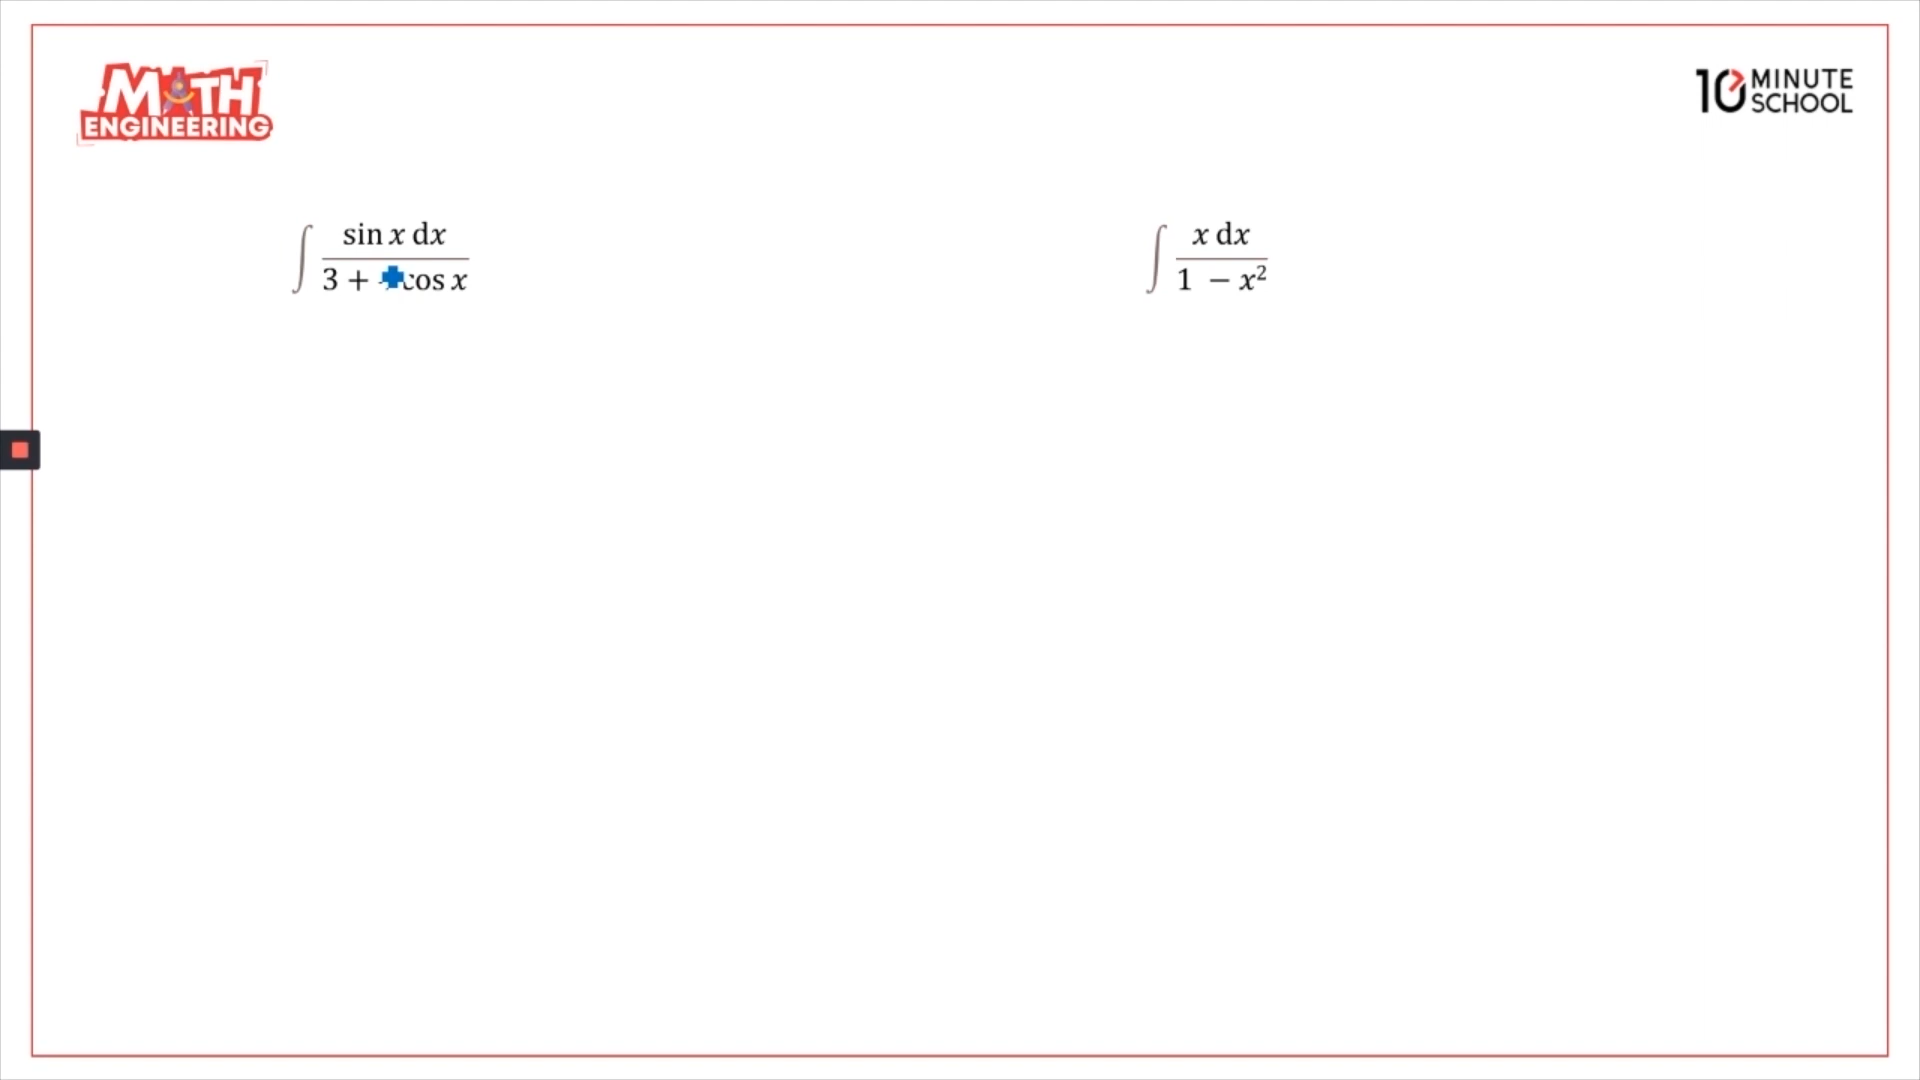 MATH
ENGINEERING
10 MINUTE
SCHOOL
∫ sin x dx / 3 + cos x
∫ x dx / 1 − x²